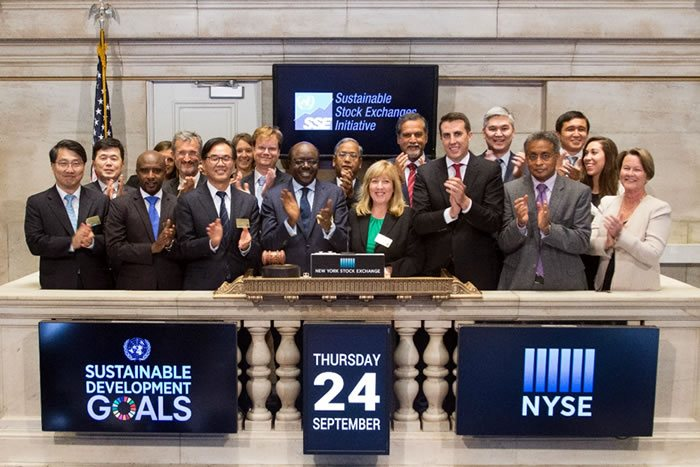 SSE
Sustainable
Stock Exchanges
Initiative
NEW YORK STOCK EXCHANGE
SUSTAINABLE
DEVELOPMENT
GOALS
THURSDAY
24
SEPTEMBER
NYSE